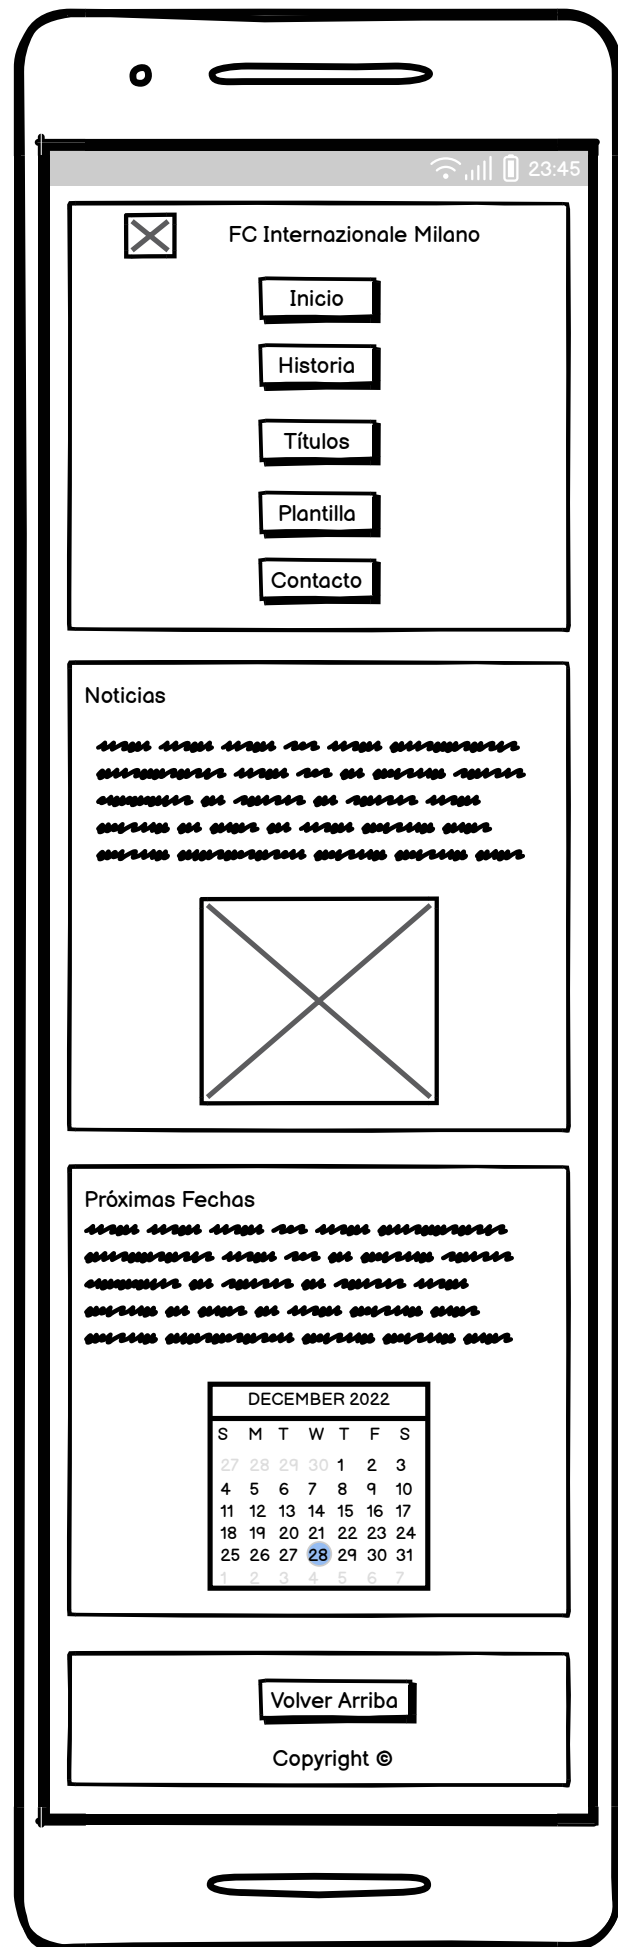 23:45
FC Internazionale Milano
Inicio
Historia
Títulos
Plantilla
Contacto
Noticias
Próximas Fechas
DECEMBER 2022
S M T W T F S
27 28 29 30 1 2 3
4 5 6 7 8 9 10
11 12 13 14 15 16 17
18 19 20 21 22 23 24
25 26 27 28 29 30 31
1 2 3 4 5 6 7
Volver Arriba
Copyright ©